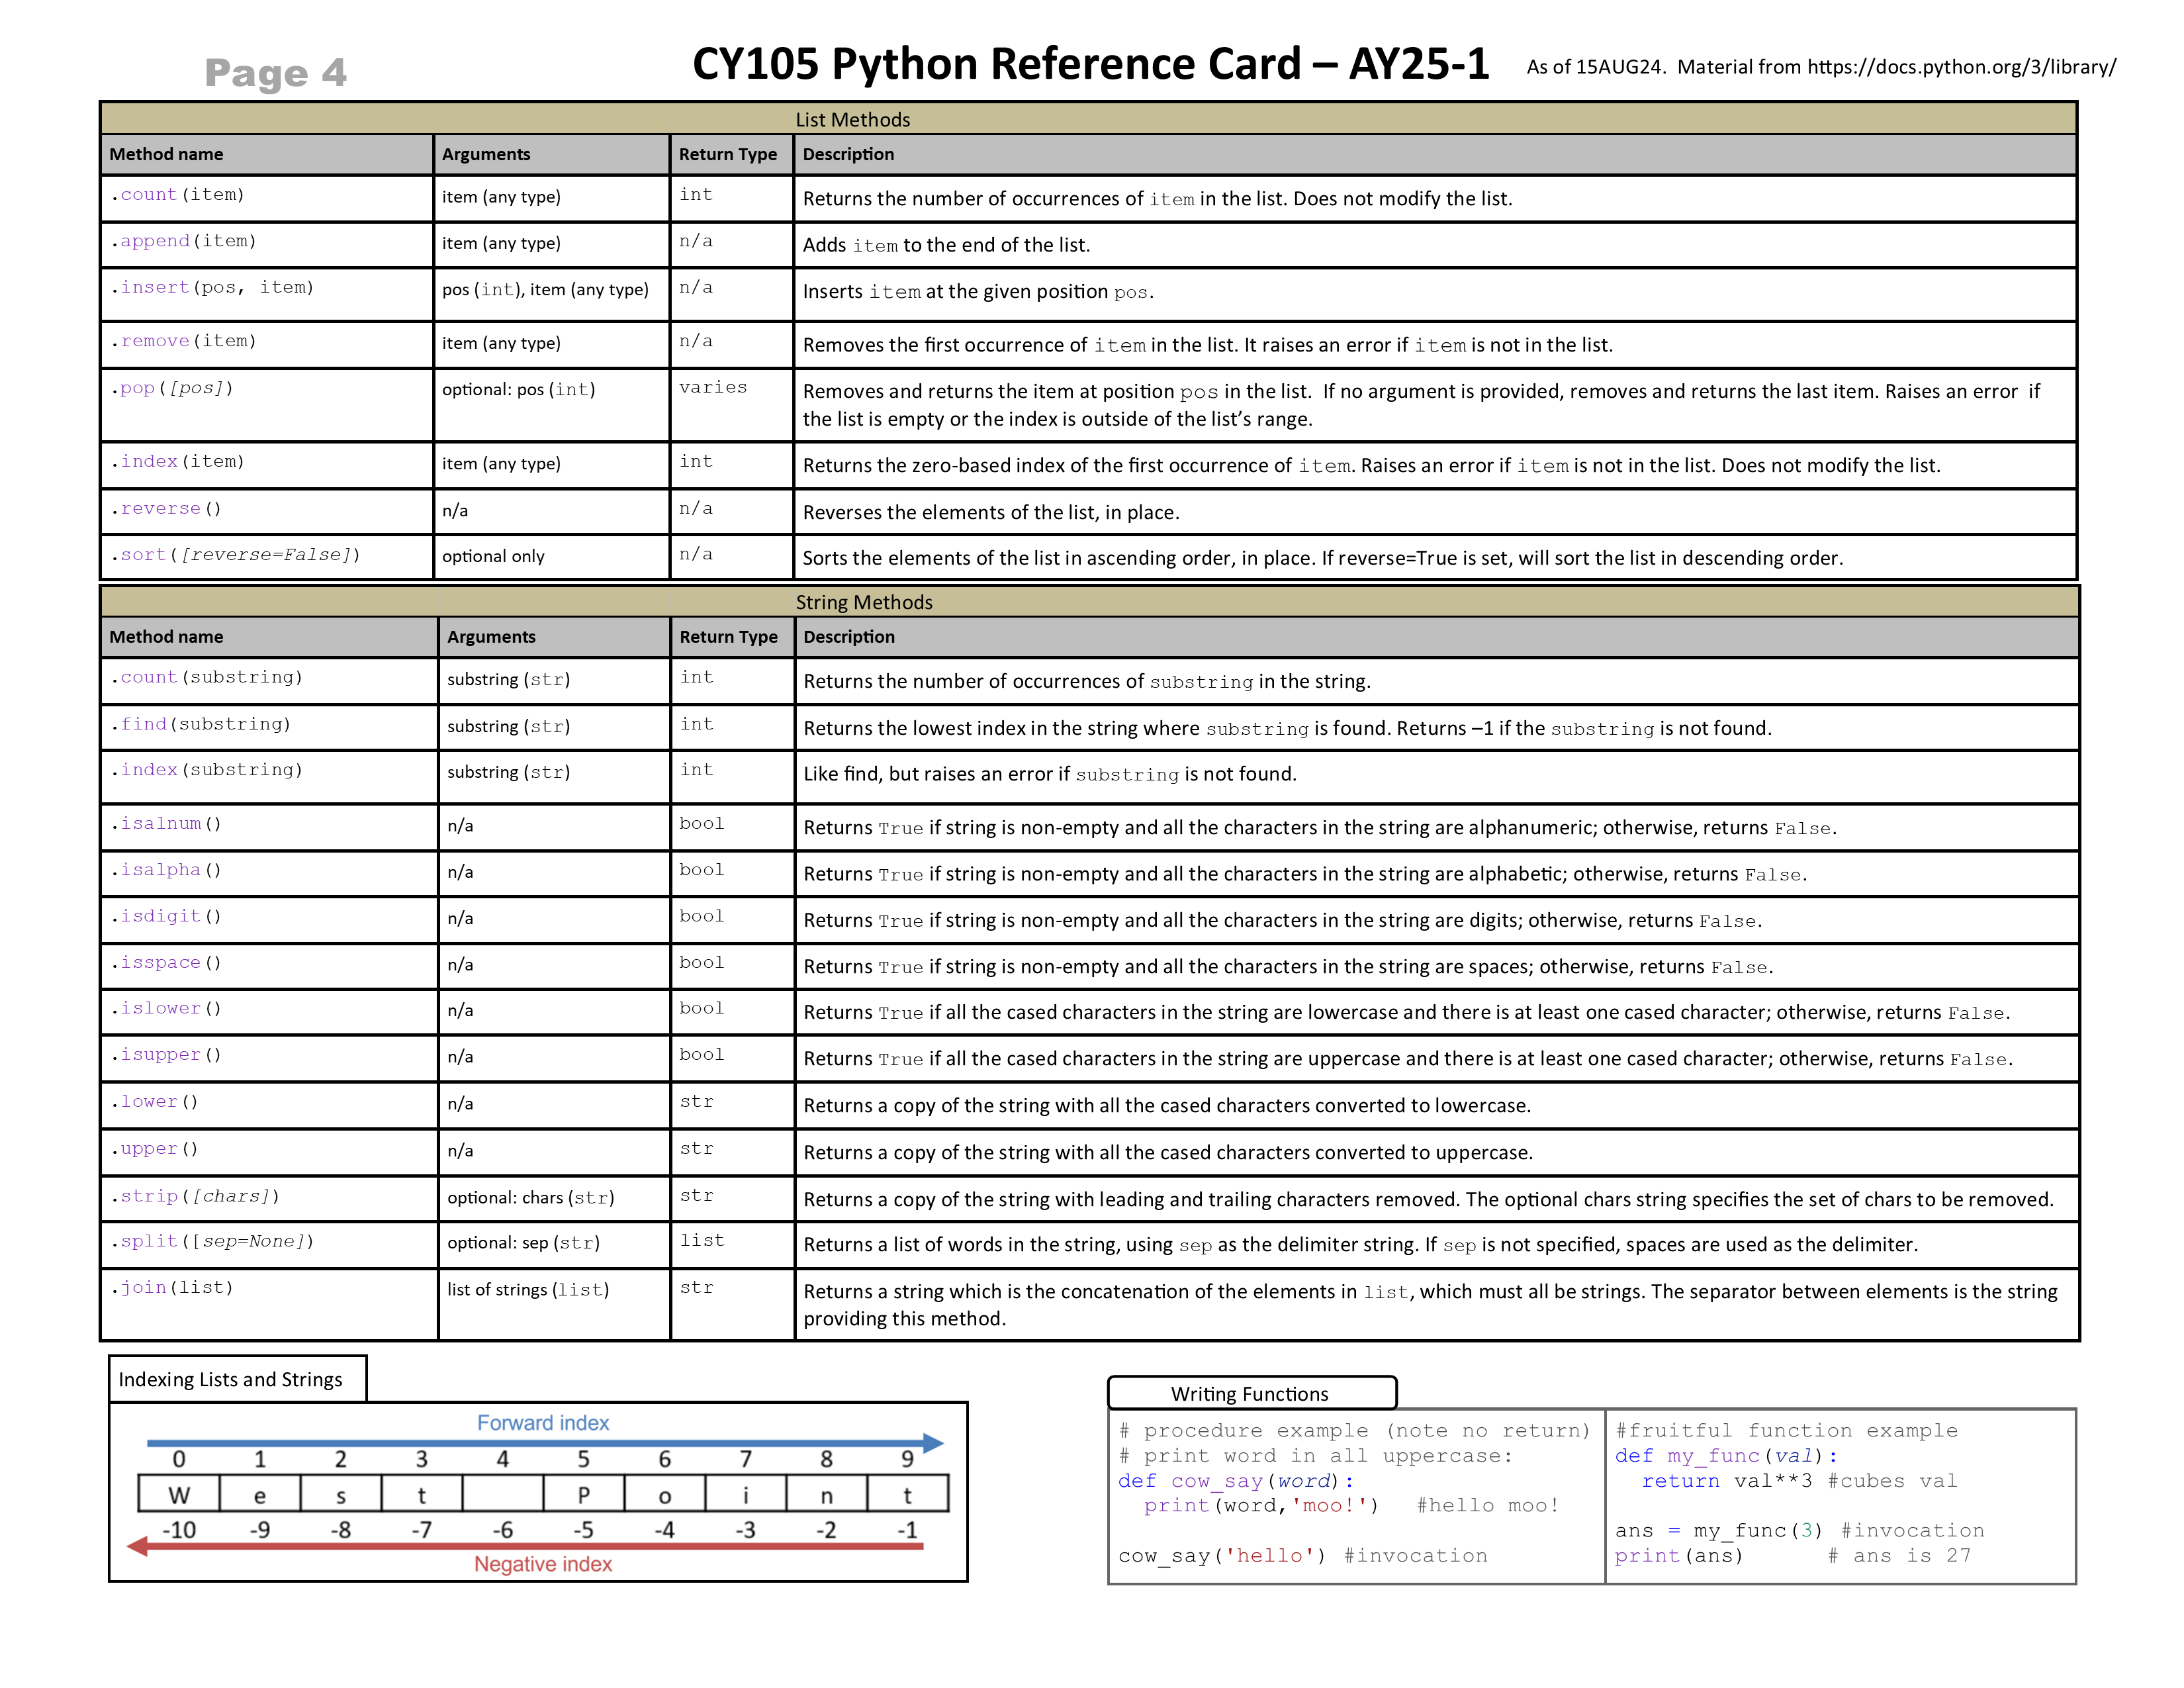 Page 4
CY105 Python Reference Card – AY25-1
As of 15AUG24.  Material from https://docs.python.org/3/library/
List Methods
Method name Arguments Return Type Description
.count(item) item (any type) int Returns the number of occurrences of item in the list. Does not modify the list.
.append(item) item (any type) n/a Adds item to the end of the list.
.insert(pos, item) pos (int), item (any type) n/a Inserts item at the given position pos.
.remove(item) item (any type) n/a Removes the first occurrence of item in the list. It raises an error if item is not in the list.
.pop([pos]) optional: pos (int) varies Removes and returns the item at position pos in the list.  If no argument is provided, removes and returns the last item. Raises an error  if
the list is empty or the index is outside of the list’s range.
.index(item) item (any type) int Returns the zero-based index of the first occurrence of item. Raises an error if item is not in the list. Does not modify the list.
.reverse() n/a n/a Reverses the elements of the list, in place.
.sort([reverse=False]) optional only n/a Sorts the elements of the list in ascending order, in place. If reverse=True is set, will sort the list in descending order.
String Methods
Method name Arguments Return Type Description
.count(substring) substring (str) int Returns the number of occurrences of substring in the string.
.find(substring) substring (str) int Returns the lowest index in the string where substring is found. Returns –1 if the substring is not found.
.index(substring) substring (str) int Like find, but raises an error if substring is not found.
.isalnum() n/a bool Returns True if string is non-empty and all the characters in the string are alphanumeric; otherwise, returns False.
.isalpha() n/a bool Returns True if string is non-empty and all the characters in the string are alphabetic; otherwise, returns False.
.isdigit() n/a bool Returns True if string is non-empty and all the characters in the string are digits; otherwise, returns False.
.isspace() n/a bool Returns True if string is non-empty and all the characters in the string are spaces; otherwise, returns False.
.islower() n/a bool Returns True if all the cased characters in the string are lowercase and there is at least one cased character; otherwise, returns False.
.isupper() n/a bool Returns True if all the cased characters in the string are uppercase and there is at least one cased character; otherwise, returns False.
.lower() n/a str Returns a copy of the string with all the cased characters converted to lowercase.
.upper() n/a str Returns a copy of the string with all the cased characters converted to uppercase.
.strip([chars]) optional: chars (str) str Returns a copy of the string with leading and trailing characters removed. The optional chars string specifies the set of chars to be removed.
.split([sep=None]) optional: sep (str) list Returns a list of words in the string, using sep as the delimiter string. If sep is not specified, spaces are used as the delimiter.
.join(list) list of strings (list) str Returns a string which is the concatenation of the elements in list, which must all be strings. The separator between elements is the string
providing this method.
Indexing Lists and Strings
Forward index
0 1 2 3 4 5 6 7 8 9
W e s t P o i n t
-10 -9 -8 -7 -6 -5 -4 -3 -2 -1
Negative index
Writing Functions
# procedure example (note no return)
# print word in all uppercase:
def cow_say(word):
  print(word,'moo!')   #hello moo!
cow_say('hello') #invocation
#fruitful function example
def my_func(val):
  return val**3 #cubes val
ans = my_func(3) #invocation
print(ans)      # ans is 27